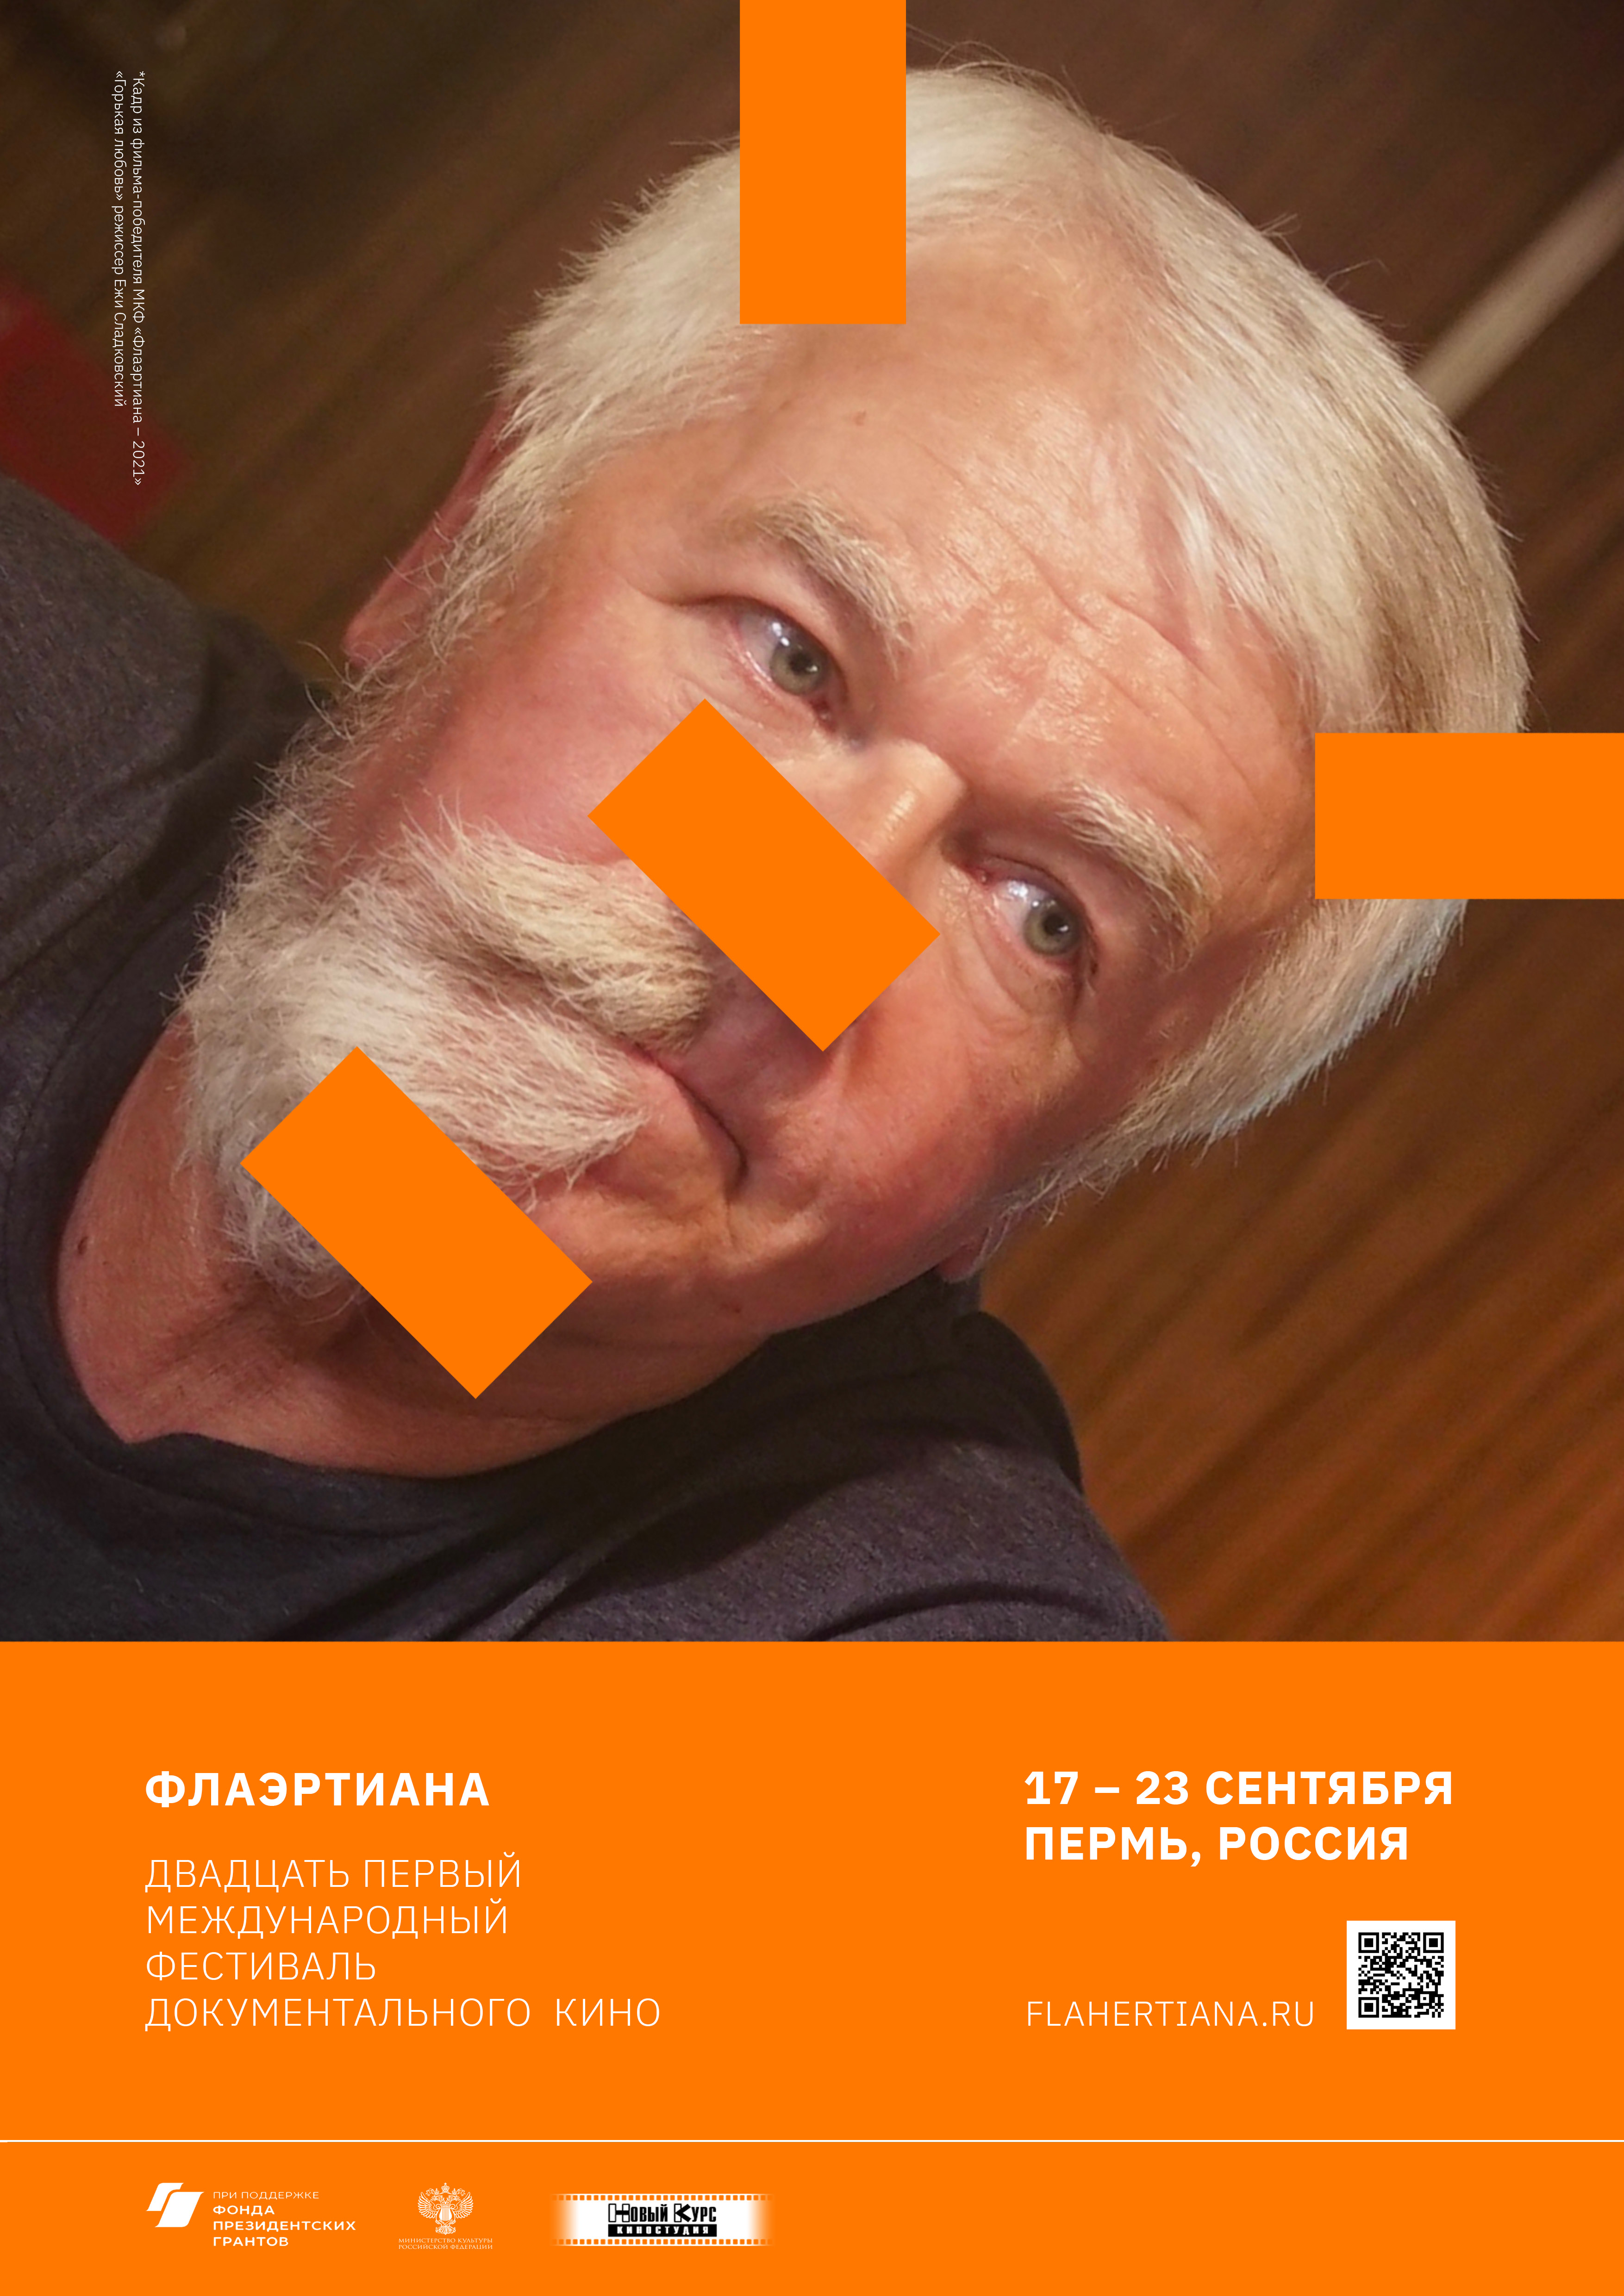 *Кадр из фильма-победителя МКФ «Флаэртиана – 2021»
«Горькая любовь» режиссер Ежи Сладковский
ФЛАЭРТИАНА
ДВАДЦАТЬ ПЕРВЫЙ
МЕЖДУНАРОДНЫЙ
ФЕСТИВАЛЬ
ДОКУМЕНТАЛЬНОГО КИНО
17 – 23 СЕНТЯБРЯ
ПЕРМЬ, РОССИЯ
FLAHERTIANA.RU
ПРИ ПОДДЕРЖКЕ
ФОНДА
ПРЕЗИДЕНТСКИХ
ГРАНТОВ
МИНИСТЕРСТВО КУЛЬТУРЫ
РОССИЙСКОЙ ФЕДЕРАЦИИ
НОВЫЙ КУРС
КИНОСТУДИЯ